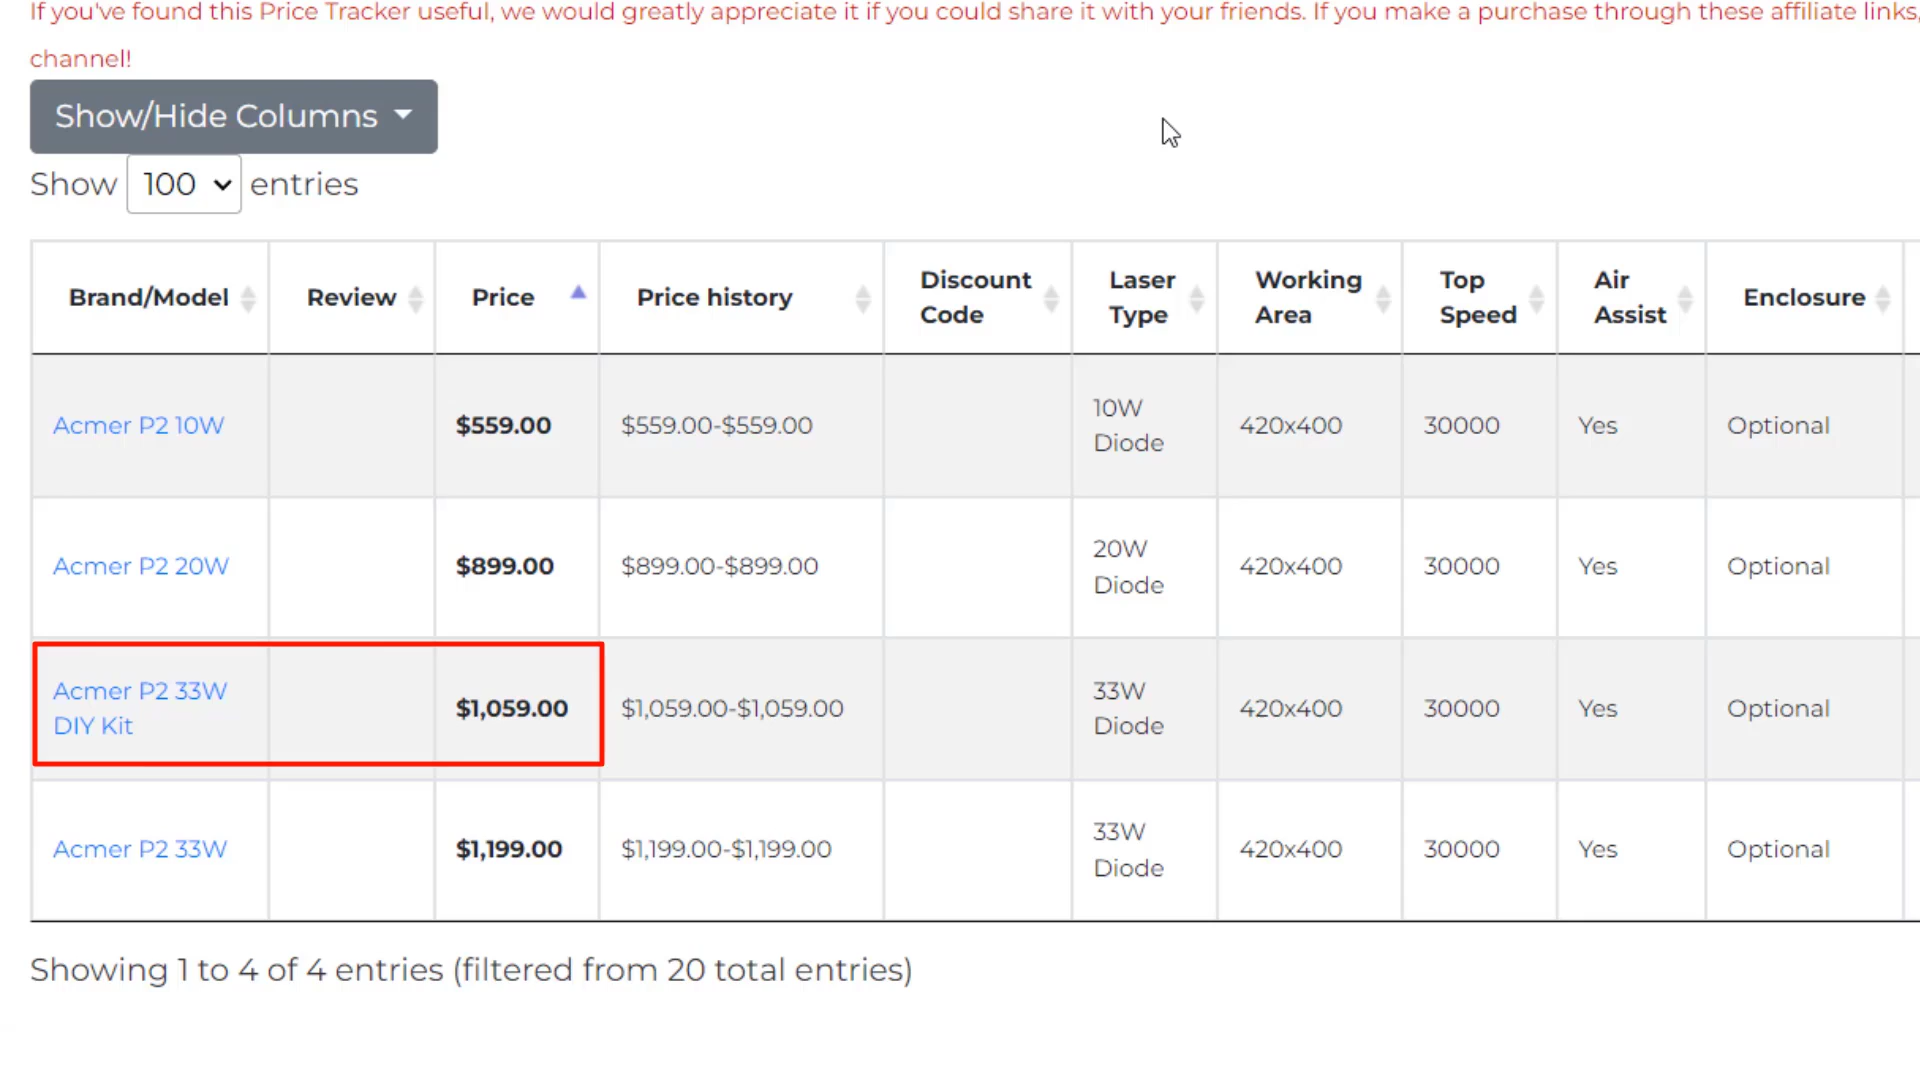 If you've found this Price Tracker useful, we would greatly appreciate it if you could share it with your friends. If you make a purchase through these affiliate links,
channel!
Show/Hide Columns
Show 100 entries
Brand/Model Review Price Price history Discount Code Laser Type Working Area Top Speed Air Assist Enclosure
Acmer P2 10W $559.00 $559.00-$559.00 10W Diode 420x400 30000 Yes Optional
Acmer P2 20W $899.00 $899.00-$899.00 20W Diode 420x400 30000 Yes Optional
Acmer P2 33W DIY Kit $1,059.00 $1,059.00-$1,059.00 33W Diode 420x400 30000 Yes Optional
Acmer P2 33W $1,199.00 $1,199.00-$1,199.00 33W Diode 420x400 30000 Yes Optional
Showing 1 to 4 of 4 entries (filtered from 20 total entries)